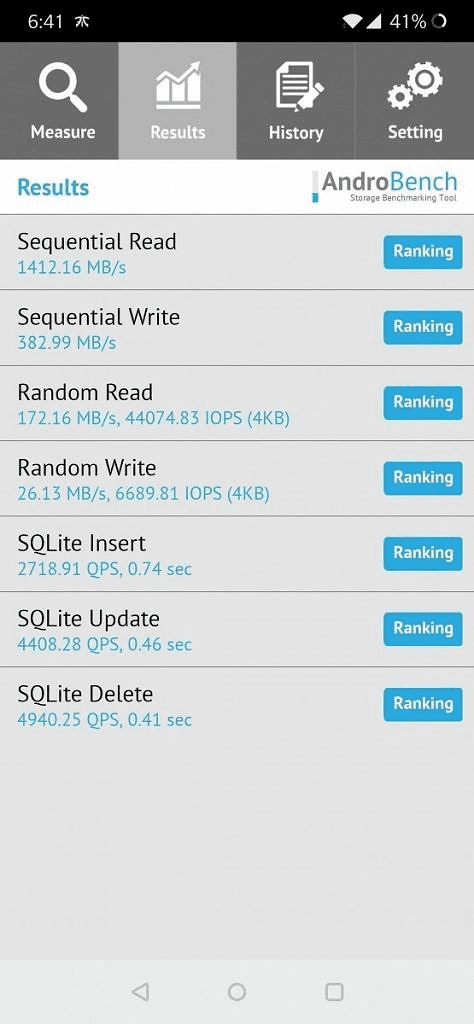 6:41 41%
Measure Results History Setting
Results AndroBench
Storage Benchmarking Tool
Sequential Read
1412.16 MB/s
Ranking
Sequential Write
382.99 MB/s
Ranking
Random Read
172.16 MB/s, 44074.83 IOPS (4KB)
Ranking
Random Write
26.13 MB/s, 6689.81 IOPS (4KB)
Ranking
SQLite Insert
2718.91 QPS, 0.74 sec
Ranking
SQLite Update
4408.28 QPS, 0.46 sec
Ranking
SQLite Delete
4940.25 QPS, 0.41 sec
Ranking